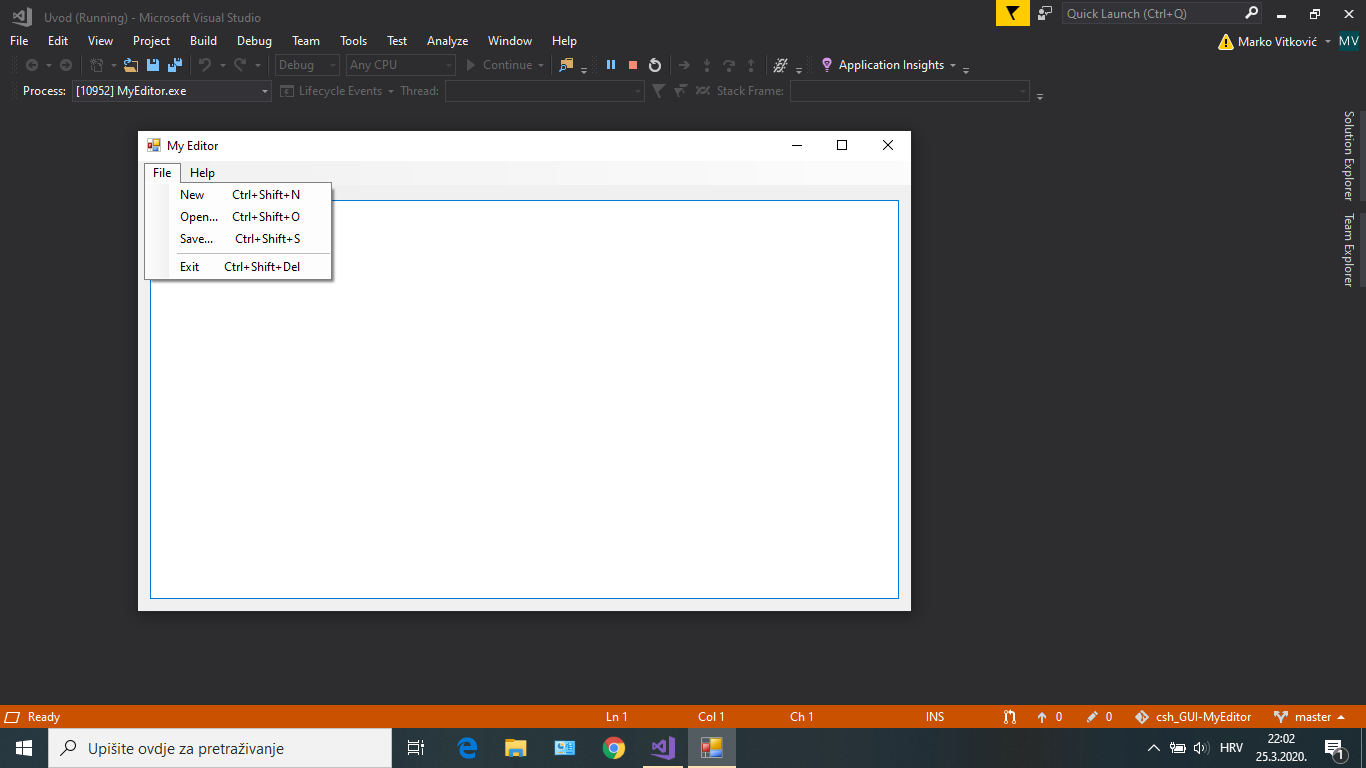 Uvod (Running) - Microsoft Visual Studio
Quick Launch (Ctrl+Q)
File Edit View Project Build Debug Team Tools Test Analyze Window Help
Marko Vitković MV
Debug Any CPU Continue Application Insights
Process: [10952] MyEditor.exe Lifecycle Events Thread: Stack Frame:
Solution Explorer
Team Explorer
My Editor
File Help
New Ctrl+Shift+N
Open... Ctrl+Shift+O
Save... Ctrl+Shift+S
Exit Ctrl+Shift+Del
Ready Ln 1 Col 1 Ch 1 INS 0 0 csh_GUI-MyEditor master
Upišite ovdje za pretraživanje
HRV
22:02
25.3.2020.
1